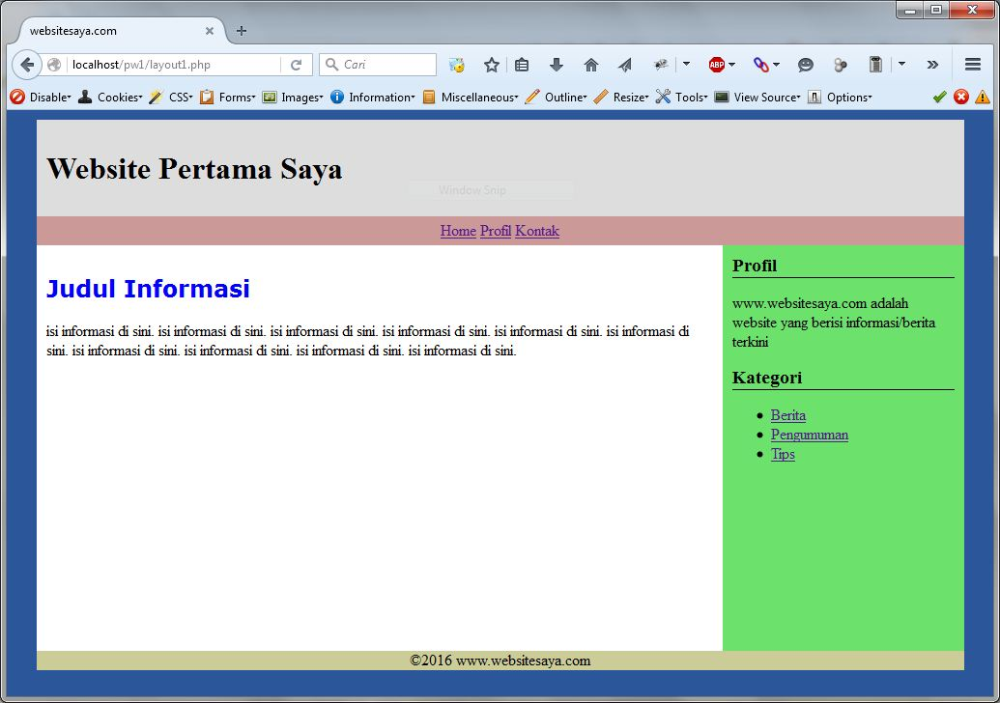 websitesaya.com
localhost/pw1/layout1.php
Cari
ABP
Disable Cookies CSS Forms Images Information Miscellaneous Outline Resize Tools View Source Options
Website Pertama Saya
Window Snip
Home Profil Kontak
Judul Informasi
isi informasi di sini. isi informasi di sini. isi informasi di sini. isi informasi di sini. isi informasi di sini. isi informasi di
sini. isi informasi di sini. isi informasi di sini. isi informasi di sini. isi informasi di sini.
Profil
www.websitesaya.com adalah
website yang berisi informasi/berita
terkini
Kategori
Berita
Pengumuman
Tips
©2016 www.websitesaya.com